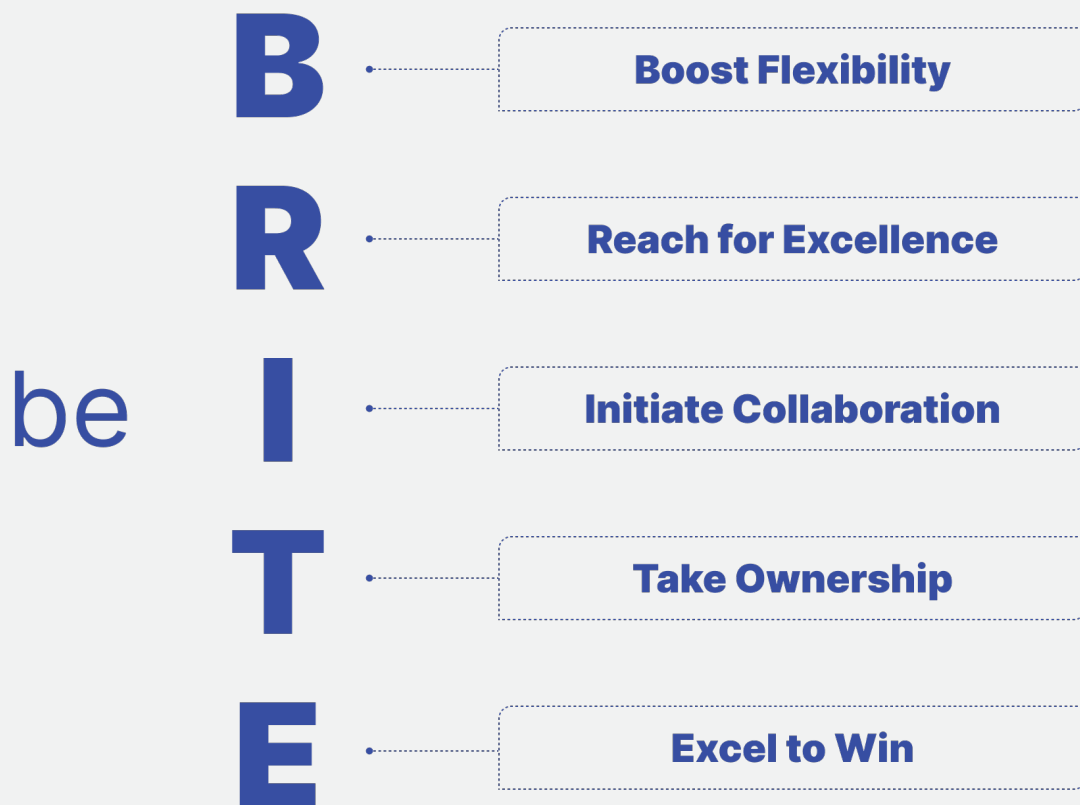 B
Boost Flexibility
R
Reach for Excellence
be
I
Initiate Collaboration
T
Take Ownership
E
Excel to Win